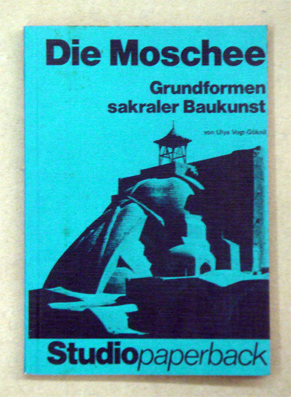 Die Moschee
Grundformen
sakraler Baukunst
von Ulya Vogt-Göknil
Studiopaperback